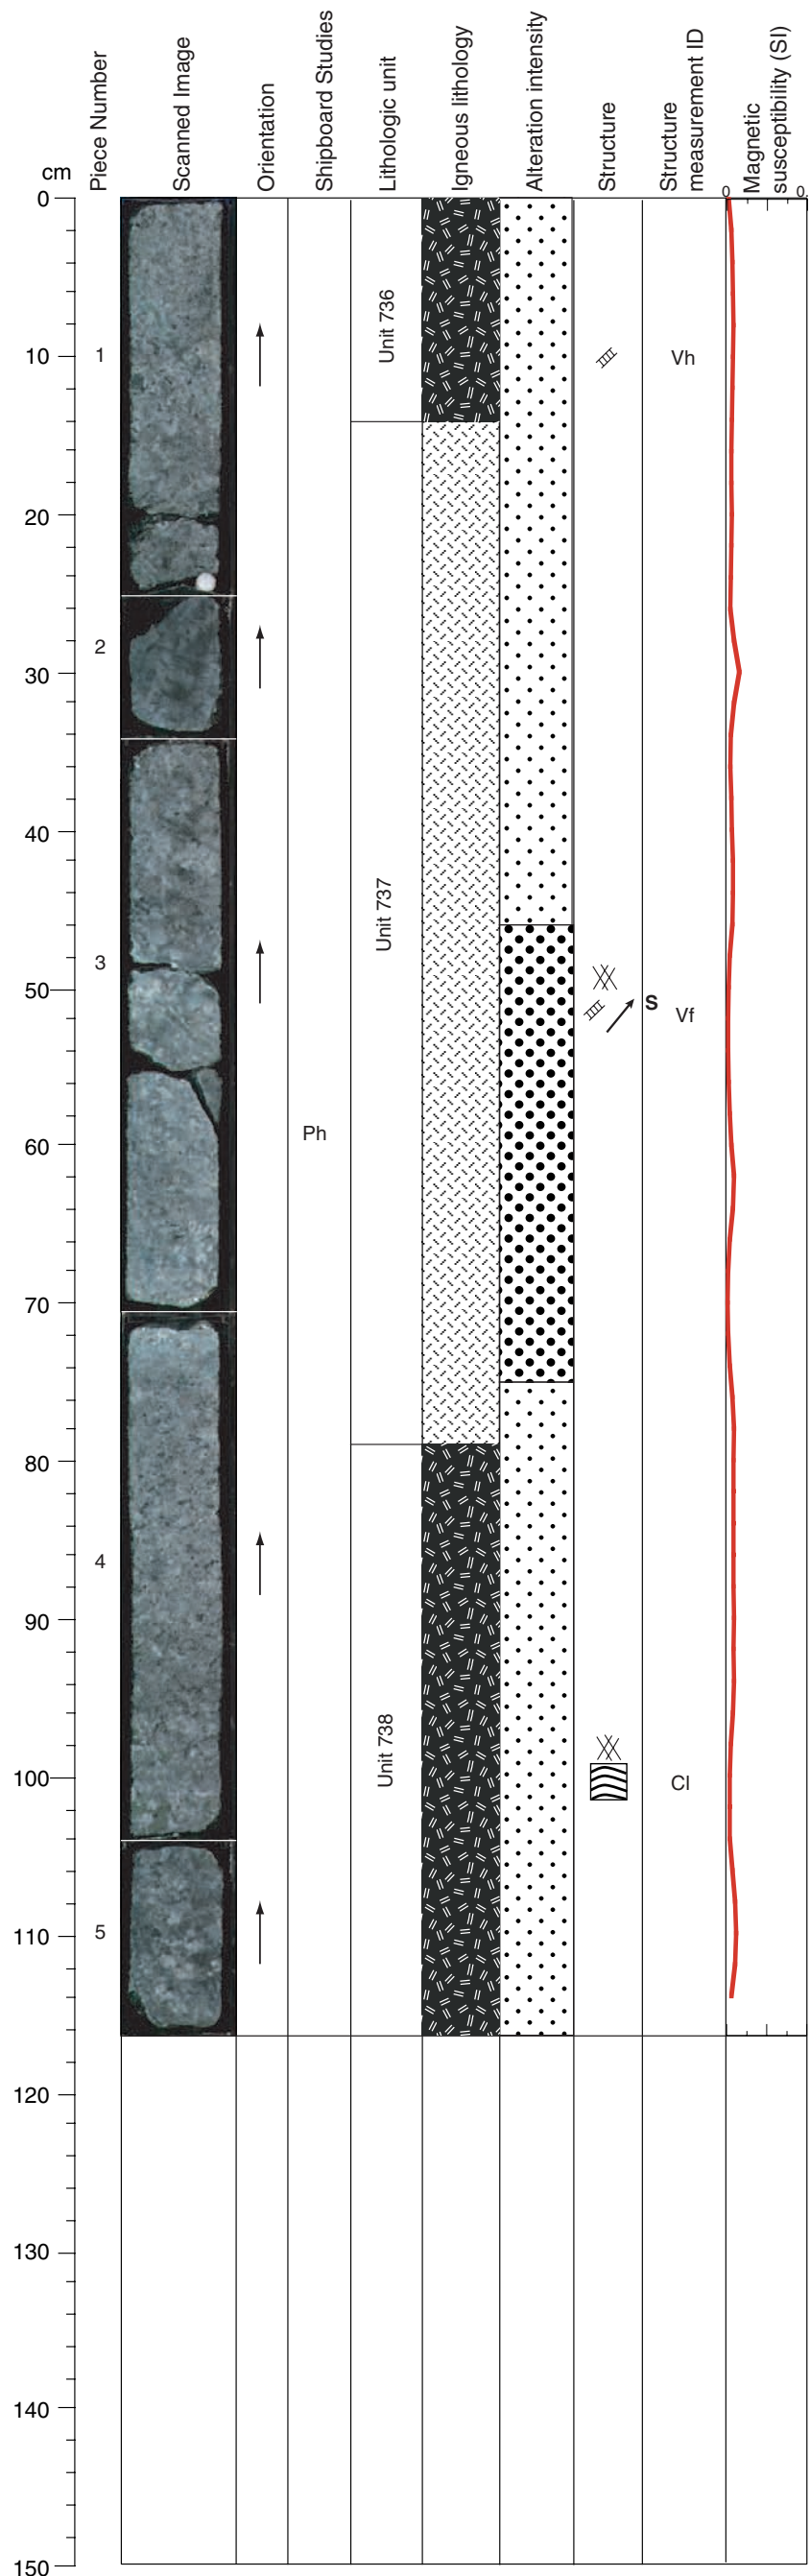 cm
Piece Number
Scanned Image
Orientation
Shipboard Studies
Lithologic unit
Igneous lithology
Alteration intensity
Structure
Structure
measurement ID
Magnetic
susceptibility (SI)
0
0.
0
10
20
30
40
50
60
70
80
90
100
110
120
130
140
150
1
2
3
4
5
Ph
Unit 736
Unit 737
Unit 738
S
Vh
Vf
Cl